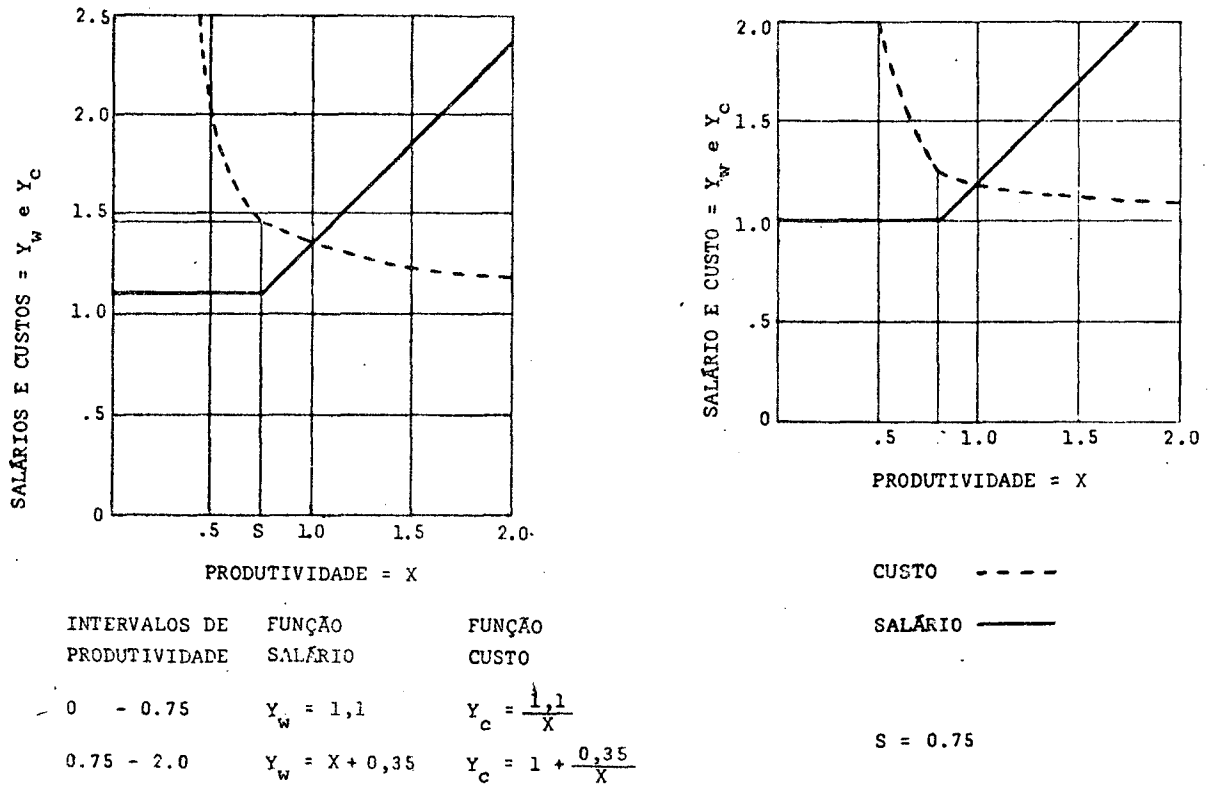 2.5
2.0
1.5
1.0
.5
0
SALÁRIOS E CUSTOS = Y_w e Y_c
.5 S 1.0 1.5 2.0
PRODUTIVIDADE = X
2.0
1.5
1.0
.5
0
SALÁRIO E CUSTO = Y_w e Y_c
.5 1.0 1.5 2.0
PRODUTIVIDADE = X
CUSTO - - - -
SALÁRIO ———
S = 0.75
INTERVALOS DE PRODUTIVIDADE FUNÇÃO SALÁRIO FUNÇÃO CUSTO
0 - 0.75 Y_w = 1,1 Y_c = 1,1/X
0.75 - 2.0 Y_w = X + 0,35 Y_c = 1 + 0,35/X